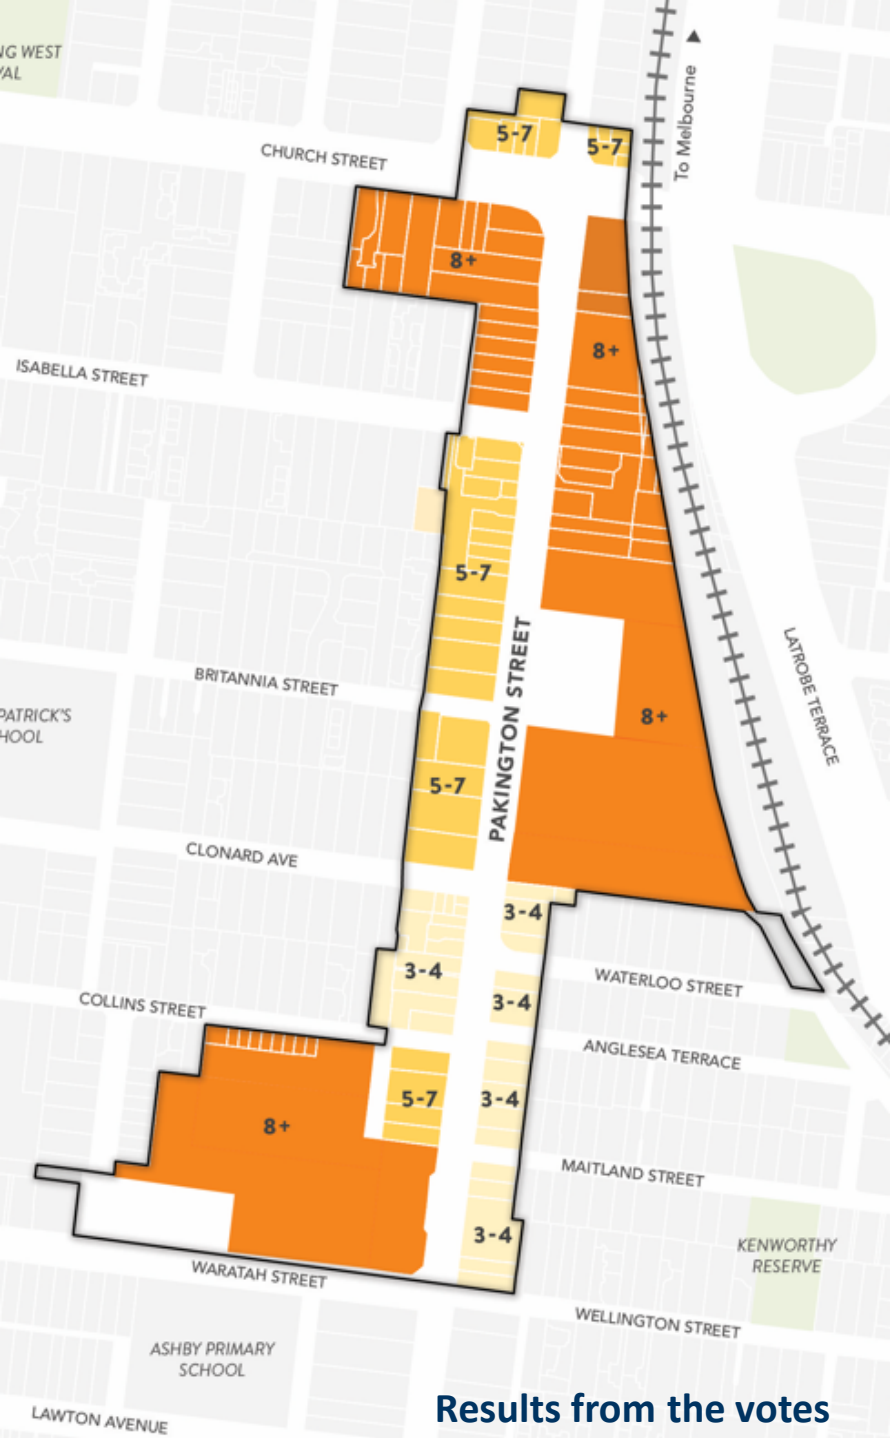 NG WEST
VAL
To Melbourne
5-7
5-7
CHURCH STREET
8+
8+
ISABELLA STREET
5-7
PAKINGTON STREET
LATROBE TERRACE
BRITANNIA STREET
PATRICK'S
HOOL
8+
5-7
CLONARD AVE
3-4
3-4
WATERLOO STREET
3-4
COLLINS STREET
ANGLESEA TERRACE
5-7
3-4
8+
MAITLAND STREET
3-4
KENWORTHY
RESERVE
WARATAH STREET
WELLINGTON STREET
ASHBY PRIMARY
SCHOOL
Results from the votes
LAWTON AVENUE